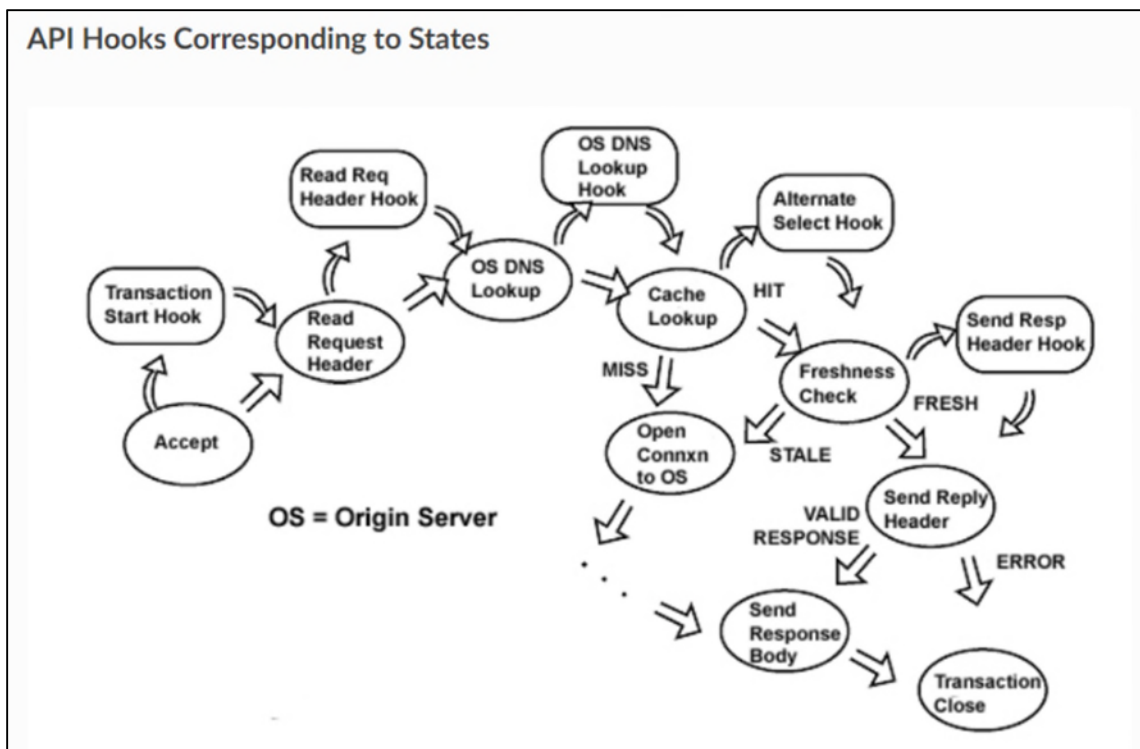 API Hooks Corresponding to States
OS DNS
Lookup
Hook
Read Req
Header Hook
Alternate
Select Hook
OS DNS
Lookup
Transaction
Start Hook
Cache
Lookup
HIT
Send Resp
Header Hook
Read
Request
Header
MISS
Freshness
Check
FRESH
Accept
Open
Connxn
to OS
STALE
OS = Origin Server
Send Reply
Header
VALID
RESPONSE
ERROR
Send
Response
Body
Transaction
Close